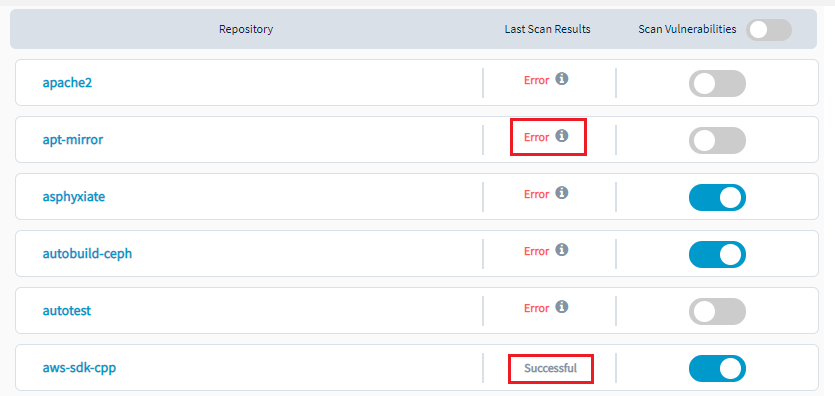 Repository Last Scan Results Scan Vulnerabilities
apache2 Error
apt-mirror Error
asphyxiate Error
autobuild-ceph Error
autotest Error
aws-sdk-cpp Successful